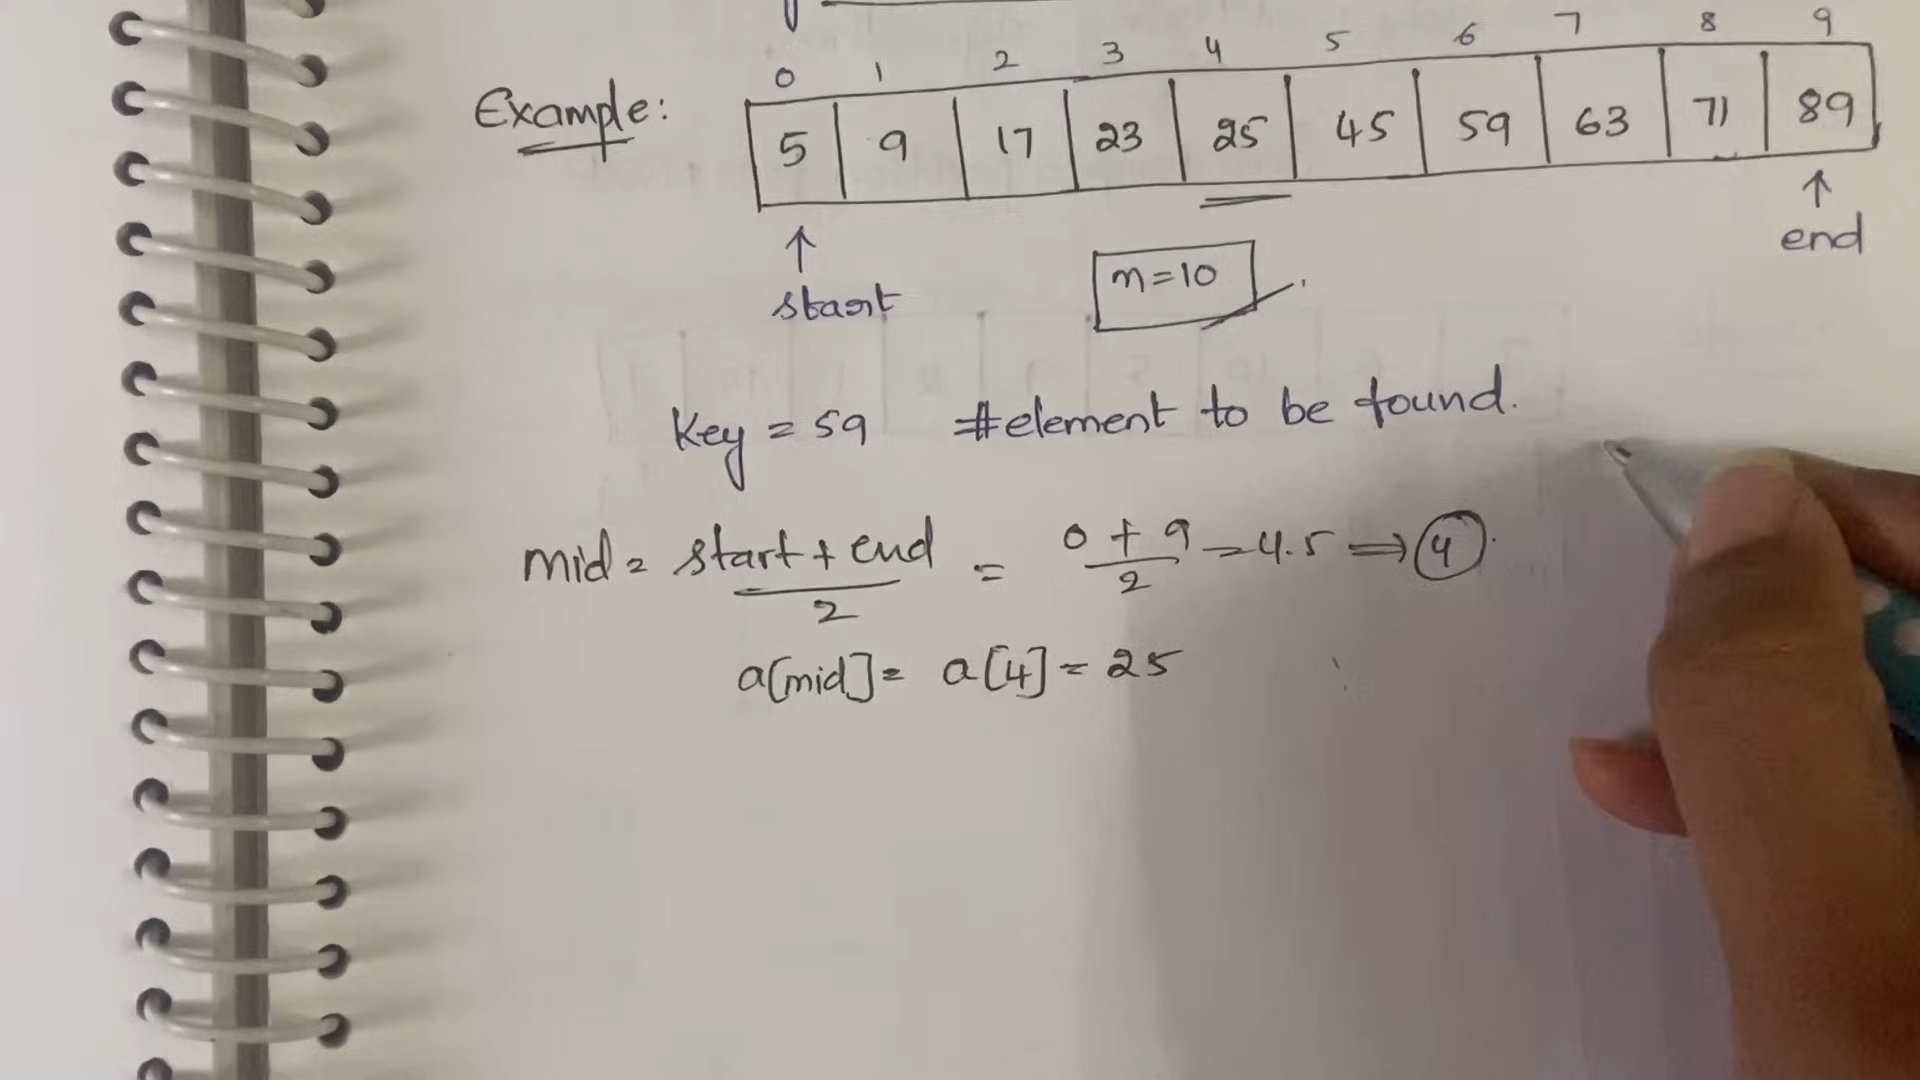 0 1 2 3 4 5 6 7 8 9
Example: 5 9 17 23 25 45 59 63 71 89
↑ start ↑ end
n=10
Key = 59 #element to be found.
mid = start + end / 2 = 0 + 9 / 2 = 4.5 ⇒ 4
a[mid] = a[4] = 25